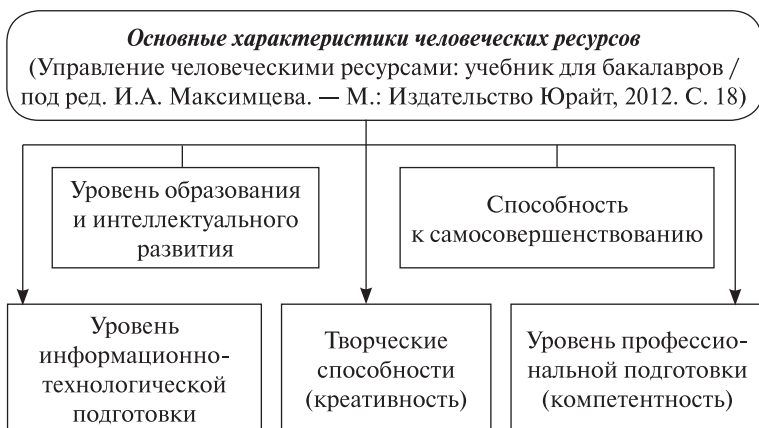 Основные характеристики человеческих ресурсов
(Управление человеческими ресурсами: учебник для бакалавров /
под ред. И.А. Максимцева. — М.: Издательство Юрайт, 2012. С. 18)
Уровень образования
и интеллектуального
развития
Способность
к самосовершенствованию
Уровень
информационно-
технологической
подготовки
Творческие
способности
(креативность)
Уровень профессио-
нальной подготовки
(компетентность)